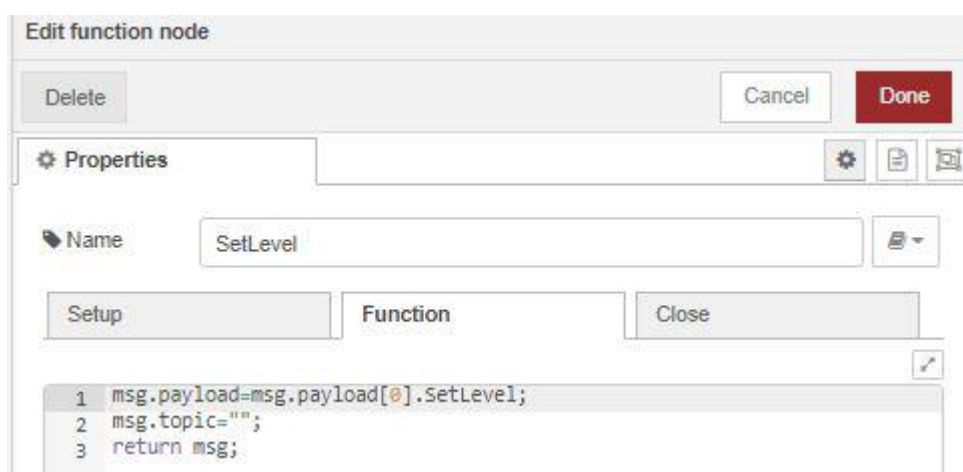 Edit function node
Delete Cancel Done
Properties
Name SetLevel
Setup Function Close
1 msg.payload=msg.payload[0].SetLevel;
2 msg.topic="";
3 return msg;